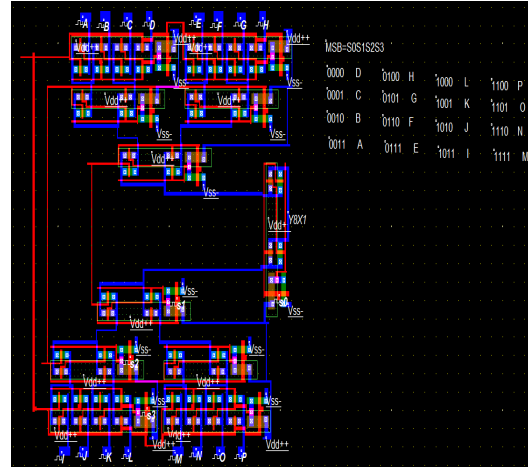 A B C D E F G H
Vdd++ Vdd++ Vdd++
Vss- Vss-
Vdd++ Vdd++
Vss- Vss-
Vdd++
Vss-
Y8X1
Vdd++
s0
Vss-
Vss-
s1
Vdd++
Vss- Vss-
s2
Vdd++ Vdd++
Vss- Vss-
s3
Vdd++ Vdd++ Vdd++
I J K L M N O P
MSB=S0S1S2S3
0000 D 0100 H 1000 L 1100 P
0001 C 0101 G 1001 K 1101 O
0010 B 0110 F 1010 J 1110 N
0011 A 0111 E 1011 I 1111 M